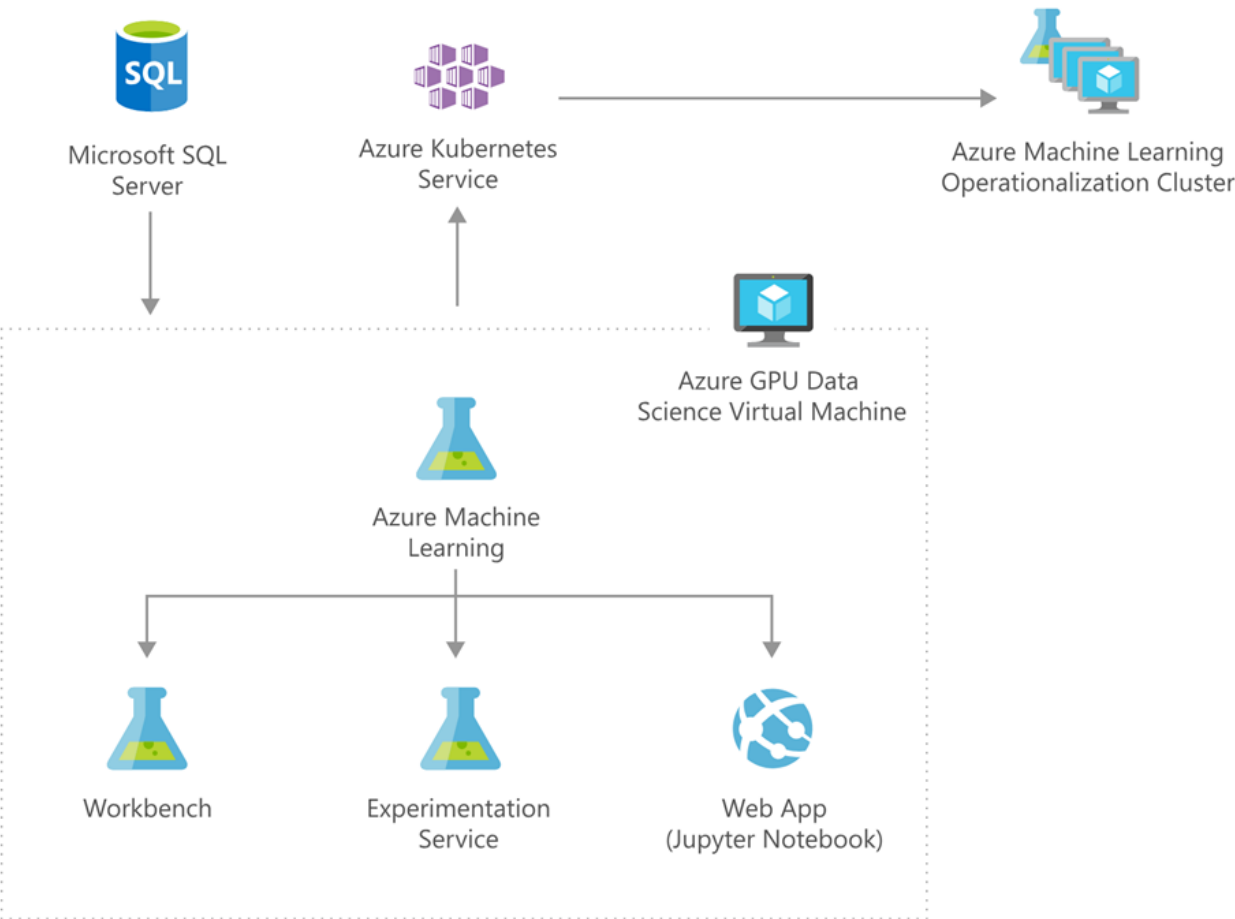 SQL
Microsoft SQL
Server
Azure Kubernetes
Service
Azure Machine Learning
Operationalization Cluster
Azure GPU Data
Science Virtual Machine
Azure Machine
Learning
Workbench
Experimentation
Service
Web App
(Jupyter Notebook)